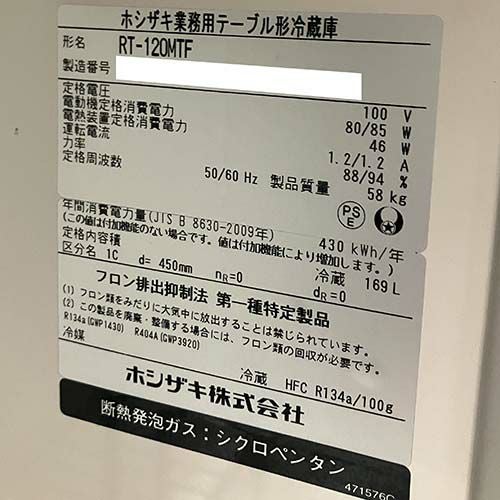 ホシザキ業務用テーブル形冷蔵庫
形名 RT-120MTF
製造番号
定格電圧 100 V
電動機定格消費電力 80/85 W
電熱装置定格消費電力 46 W
運転電流 1.2/1.2 A
力率 88/94 %
定格周波数 50/60 Hz 製品質量 58 kg
PS E
年間消費電力量(JIS B 8630-2009年) 430 kWh/年
(この値は付加機能のない場合です。値は付加機能により増加します。)
定格内容積 冷蔵 169 L
区分名 1C d= 450mm nR=0 dR=0
フロン排出抑制法 第一種特定製品
(1) フロン類をみだりに大気中に放出することは禁じられています。
(2) この製品を廃棄・整備する場合には、フロン類の回収が必要です。
R134a(GWP1430) R404A(GWP3920)
冷媒 冷蔵 HFC R134a/100g
ホシザキ株式会社
断熱発泡ガス：シクロペンタン
471576C